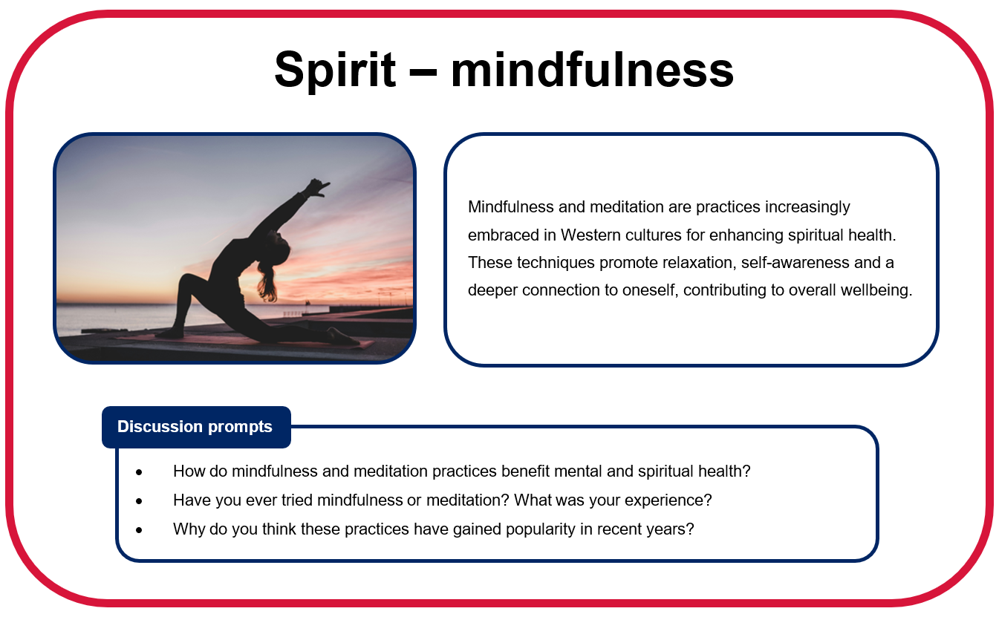 Spirit – mindfulness
Mindfulness and meditation are practices increasingly
embraced in Western cultures for enhancing spiritual health.
These techniques promote relaxation, self-awareness and a
deeper connection to oneself, contributing to overall wellbeing.
Discussion prompts
• How do mindfulness and meditation practices benefit mental and spiritual health?
• Have you ever tried mindfulness or meditation? What was your experience?
• Why do you think these practices have gained popularity in recent years?